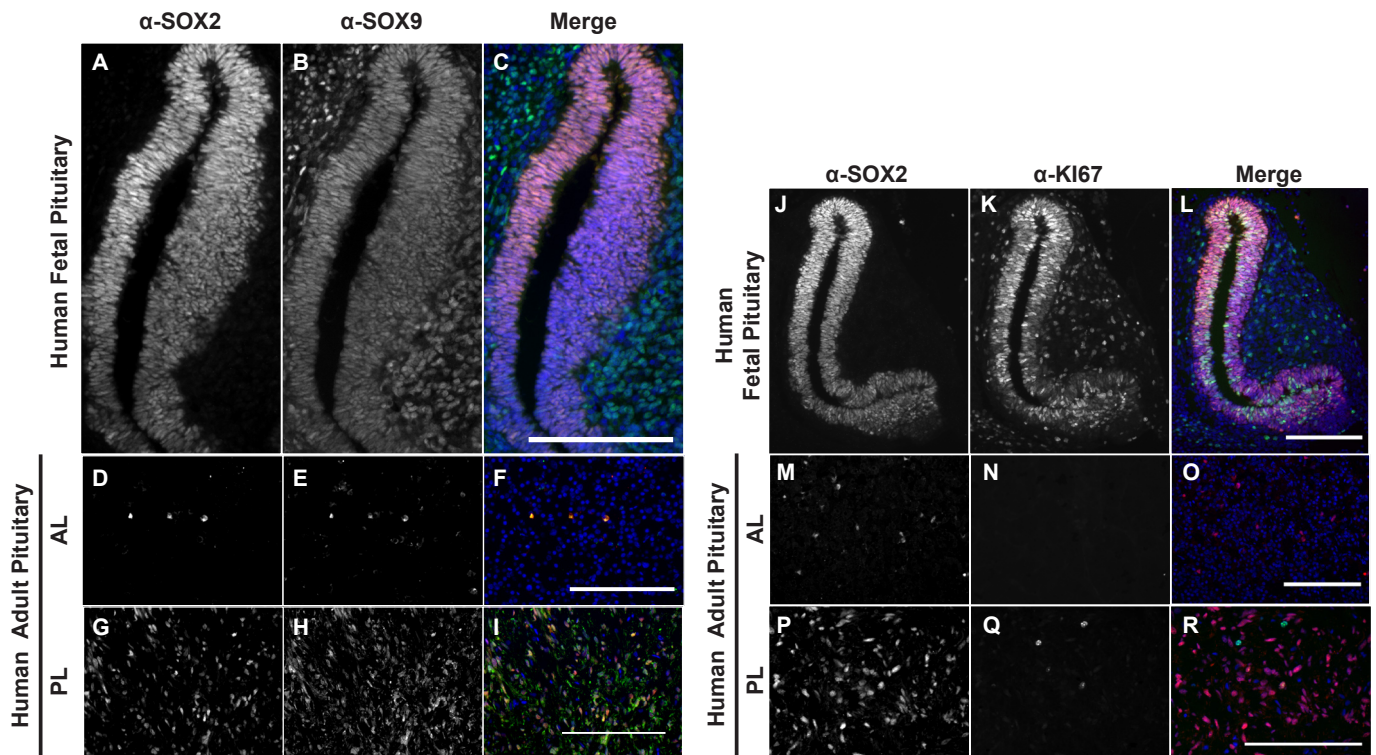 α-SOX2 α-SOX9 Merge
A B C
Human Fetal Pituitary
D E F
AL
G H I
PL
Human Adult Pituitary
α-SOX2 α-KI67 Merge
J K L
Human
Fetal Pituitary
M N O
AL
P Q R
PL
Human Adult Pituitary